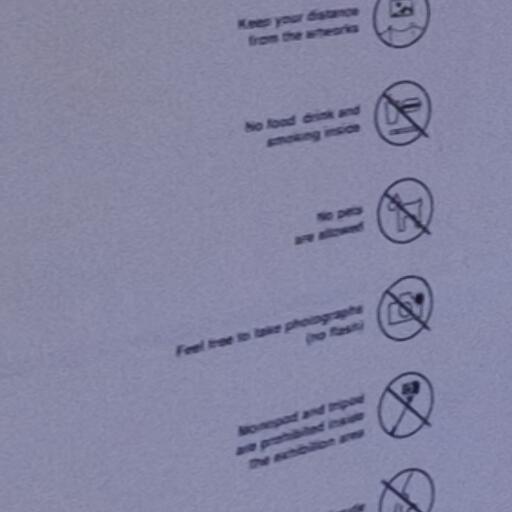 Keep your distance
from the artworks
No food drink and
smoking inside
No pets
are allowed
Feel free to take photographs
(no flash)
Monopod and tripod
are prohibited inside
the exhibition area